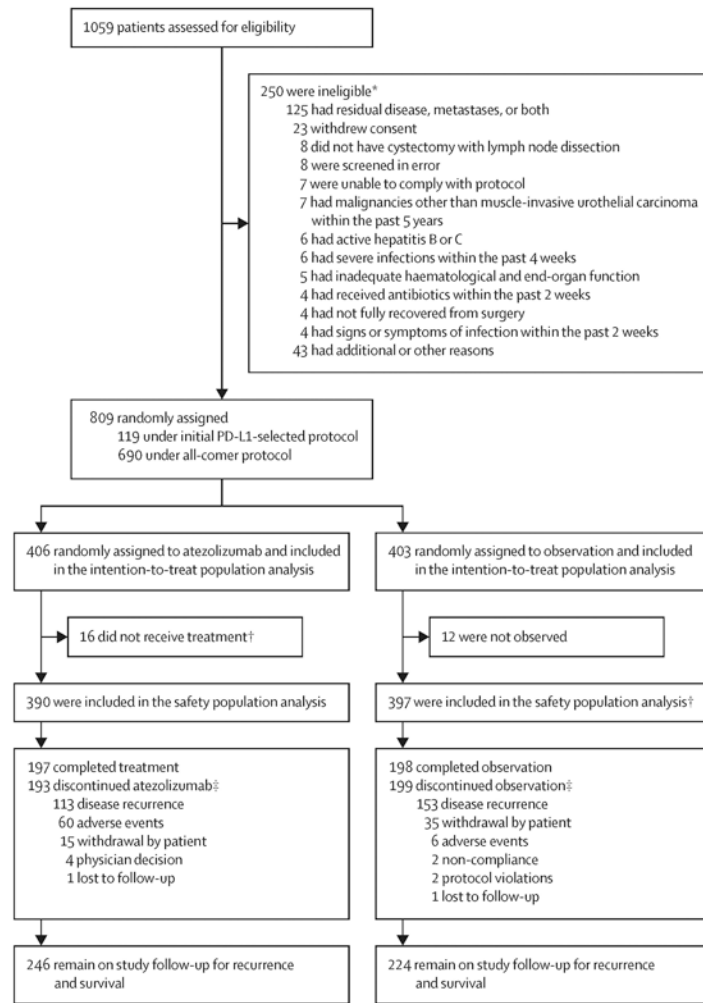 1059 patients assessed for eligibility
250 were ineligible*
125 had residual disease, metastases, or both
23 withdrew consent
8 did not have cystectomy with lymph node dissection
8 were screened in error
7 were unable to comply with protocol
7 had malignancies other than muscle-invasive urothelial carcinoma
within the past 5 years
6 had active hepatitis B or C
6 had severe infections within the past 4 weeks
5 had inadequate haematological and end-organ function
4 had received antibiotics within the past 2 weeks
4 had not fully recovered from surgery
4 had signs or symptoms of infection within the past 2 weeks
43 had additional or other reasons
809 randomly assigned
119 under initial PD-L1-selected protocol
690 under all-comer protocol
406 randomly assigned to atezolizumab and included
in the intention-to-treat population analysis
403 randomly assigned to observation and included
in the intention-to-treat population analysis
16 did not receive treatment†
12 were not observed
390 were included in the safety population analysis
397 were included in the safety population analysis†
197 completed treatment
193 discontinued atezolizumab‡
113 disease recurrence
60 adverse events
15 withdrawal by patient
4 physician decision
1 lost to follow-up
198 completed observation
199 discontinued observation‡
153 disease recurrence
35 withdrawal by patient
6 adverse events
2 non-compliance
2 protocol violations
1 lost to follow-up
246 remain on study follow-up for recurrence
and survival
224 remain on study follow-up for recurrence
and survival